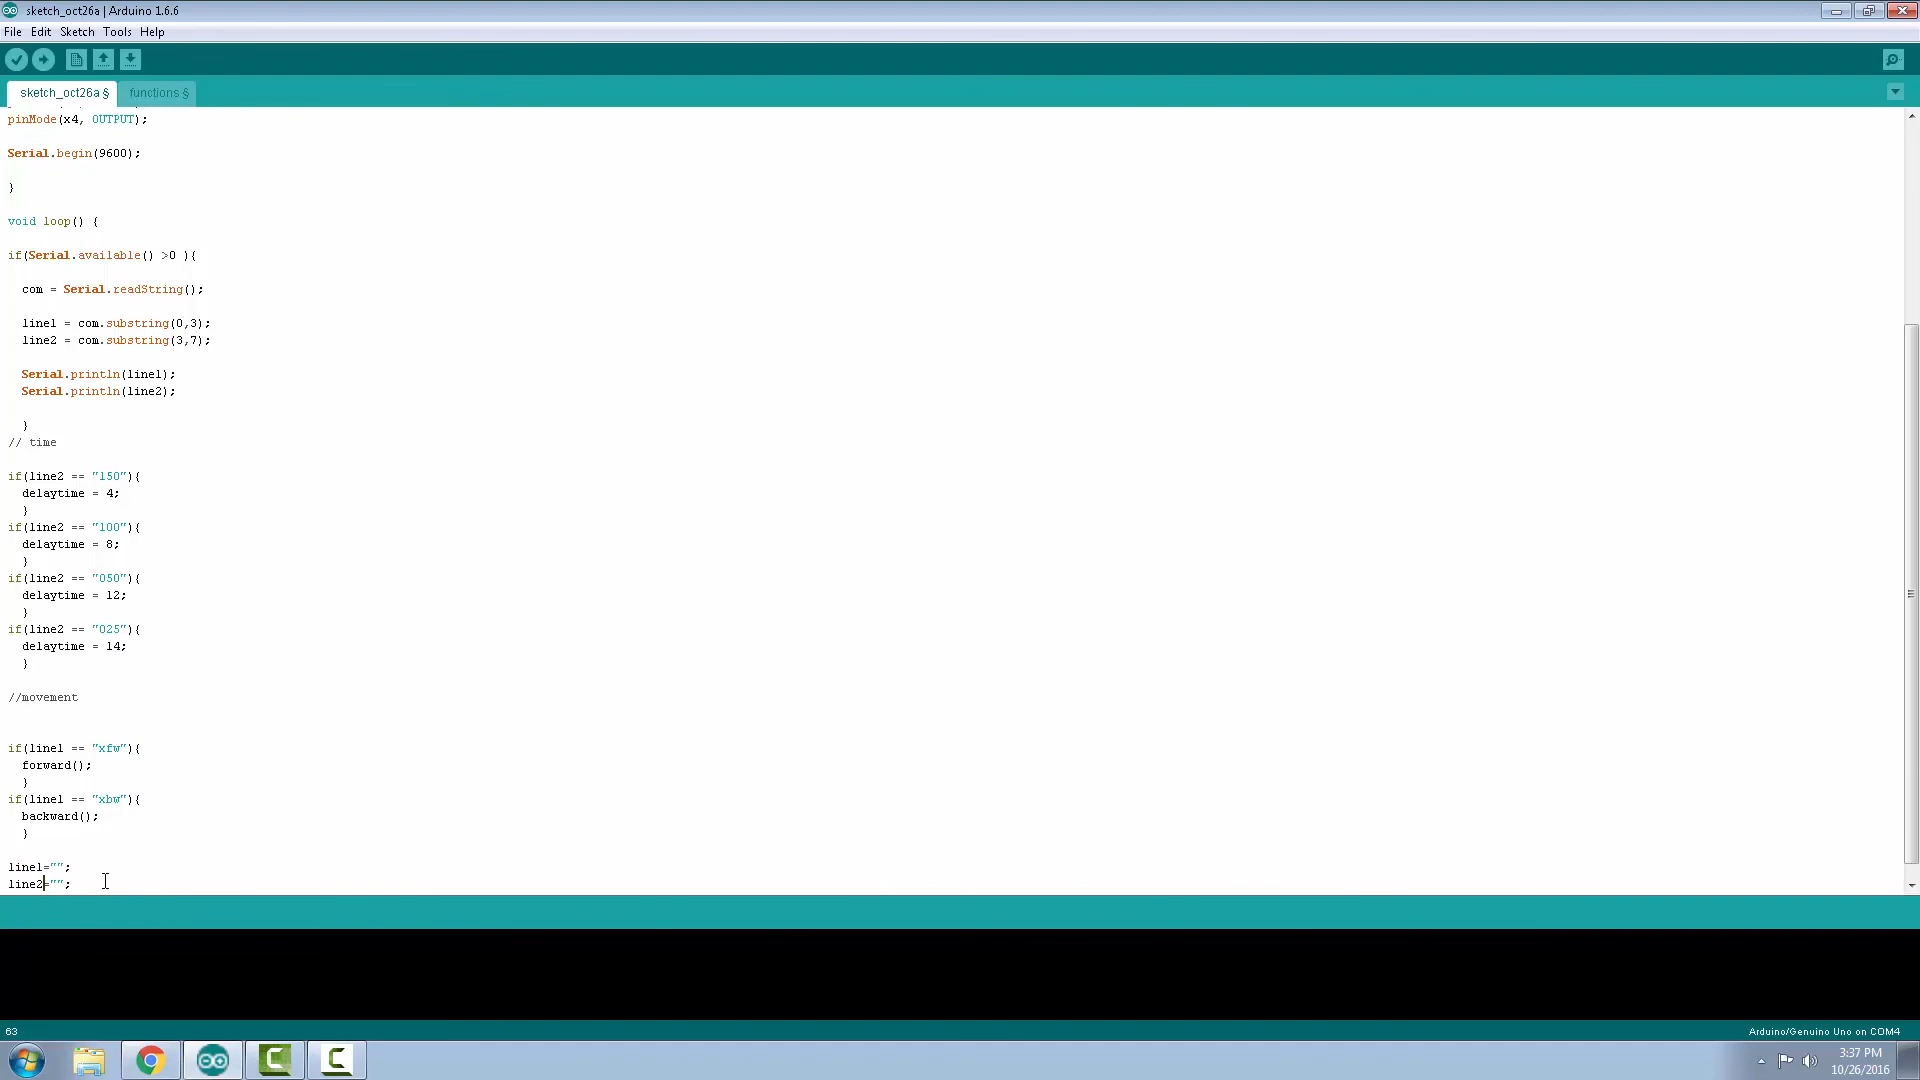 sketch_oct26a | Arduino 1.6.6
File Edit Sketch Tools Help
sketch_oct26a § functions §
pinMode(x4, OUTPUT);
Serial.begin(9600);
}
void loop() {
if(Serial.available() >0 ){
com = Serial.readString();
line1 = com.substring(0,3);
line2 = com.substring(3,7);
Serial.println(line1);
Serial.println(line2);
}
// time
if(line2 == "150"){
delaytime = 4;
}
if(line2 == "100"){
delaytime = 8;
}
if(line2 == "050"){
delaytime = 12;
}
if(line2 == "025"){
delaytime = 14;
}
//movement
if(line1 == "xfw"){
forward();
}
if(line1 == "xbw"){
backward();
}
line1="";
line2="";
63
Arduino/Genuino Uno on COM4
3:37 PM
10/26/2016